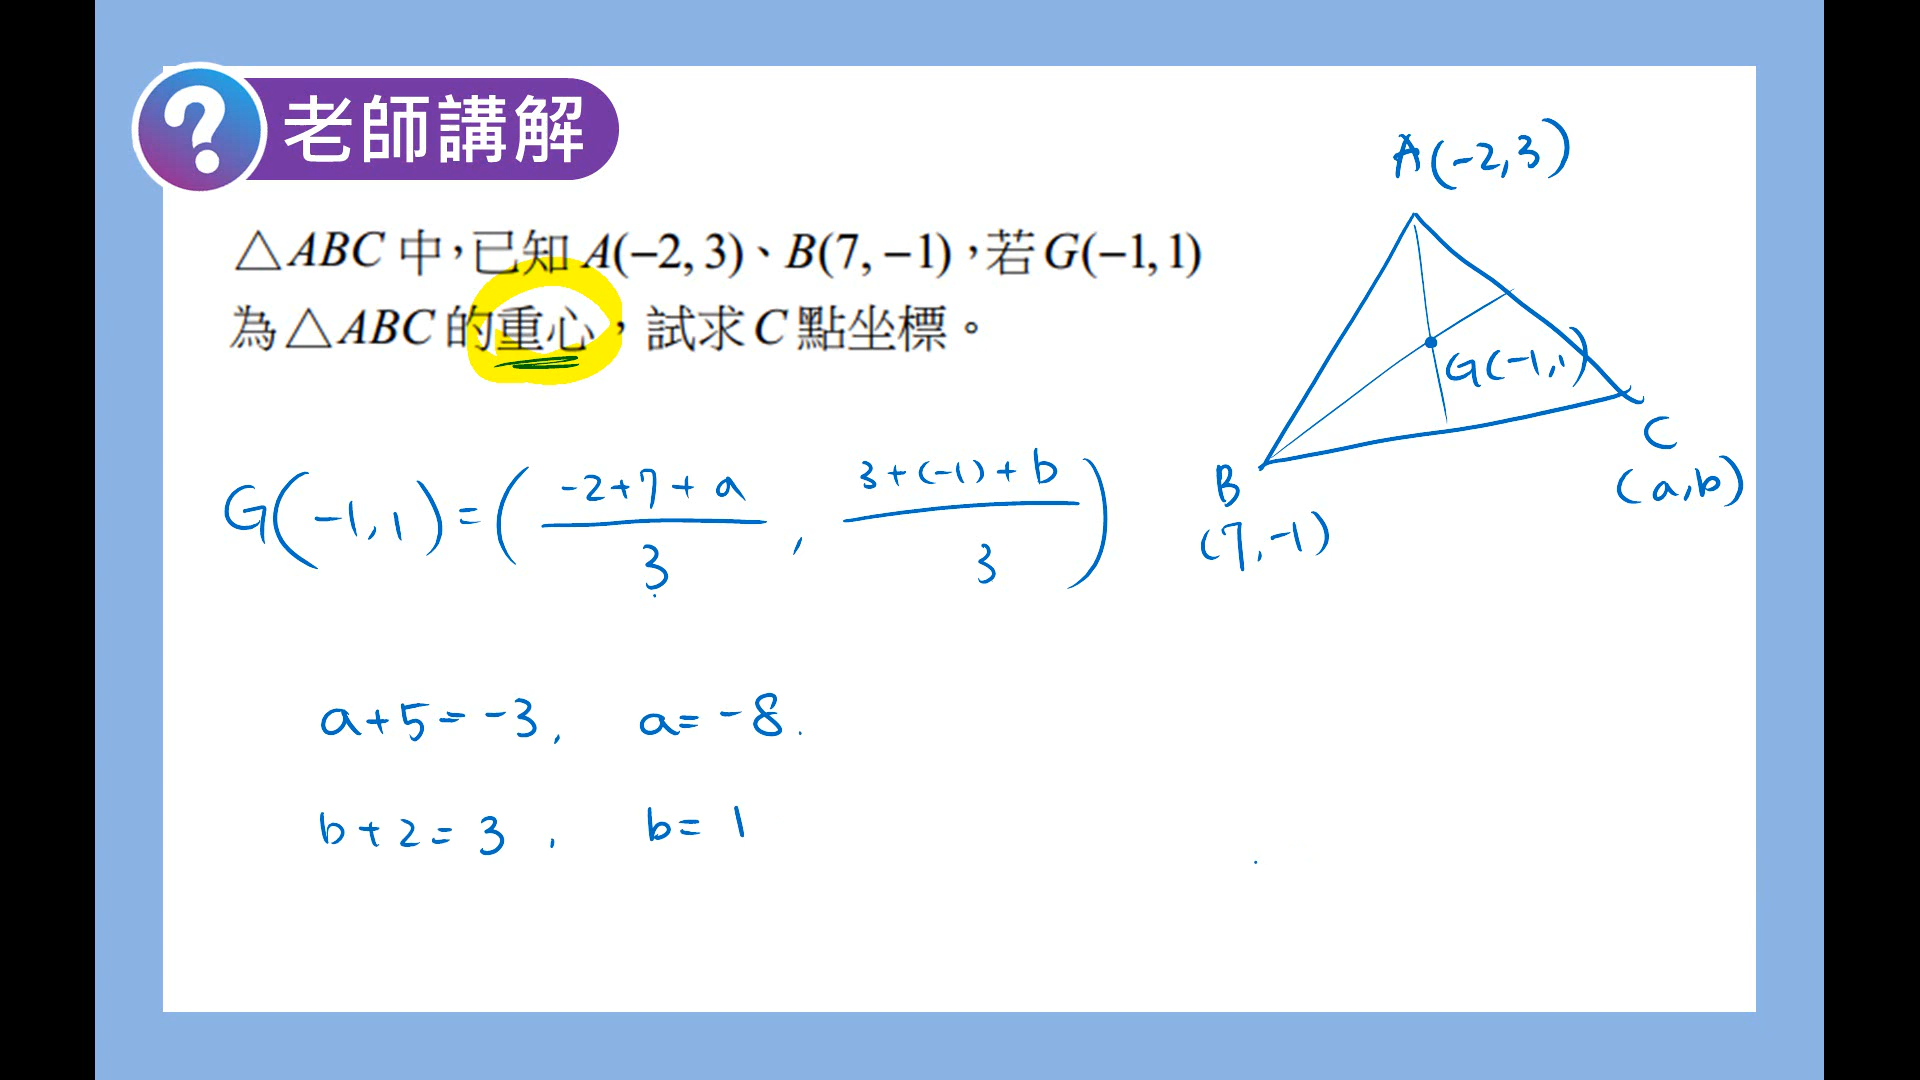 ?
老師講解
△ABC 中,已知 A(−2, 3)、B(7, −1),若 G(−1, 1)
為 △ABC 的重心,試求 C 點坐標。
A(-2,3)
G(-1,1)
C
(a,b)
B
(7,-1)
G(-1,1)=(-2+7+a/3, 3+(-1)+b/3)
a+5=-3, a=-8.
b+2=3, b=1